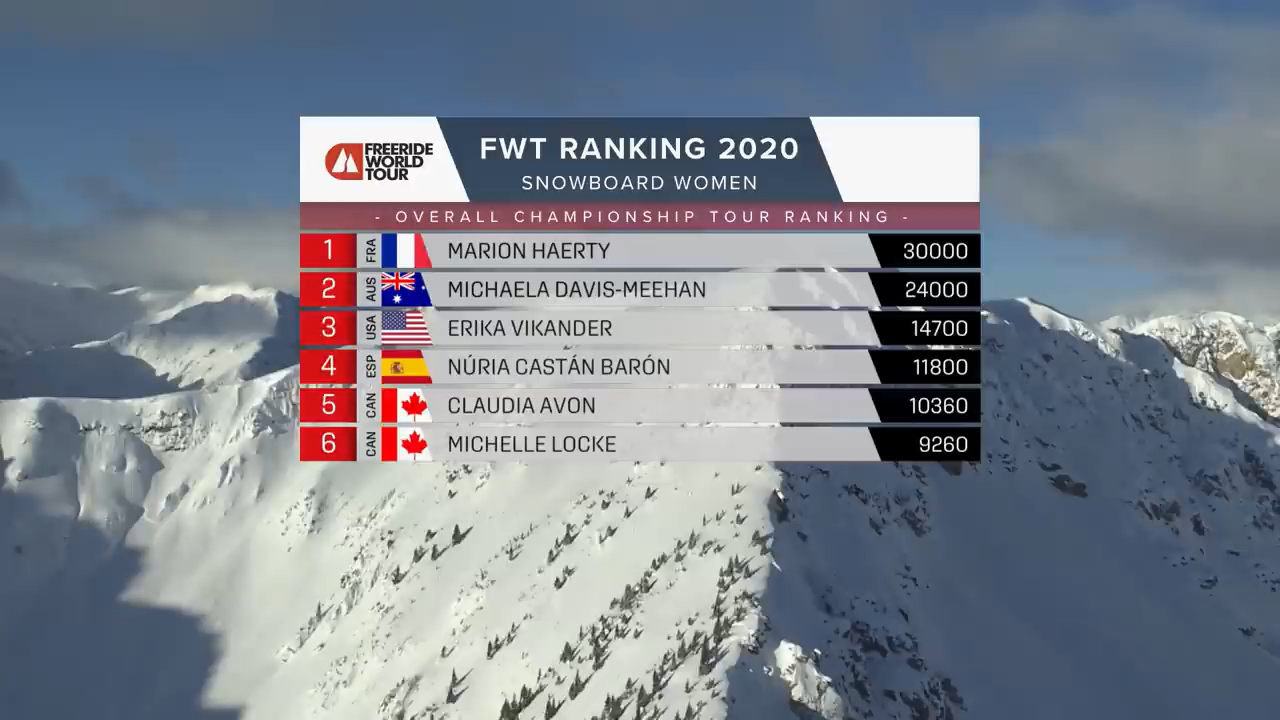 FREERIDE
WORLD
TOUR
FWT RANKING 2020
SNOWBOARD WOMEN
- OVERALL CHAMPIONSHIP TOUR RANKING -
1 FRA MARION HAERTY 30000
2 AUS MICHAELA DAVIS-MEEHAN 24000
3 USA ERIKA VIKANDER 14700
4 ESP NÚRIA CASTÁN BARÓN 11800
5 CAN CLAUDIA AVON 10360
6 CAN MICHELLE LOCKE 9260